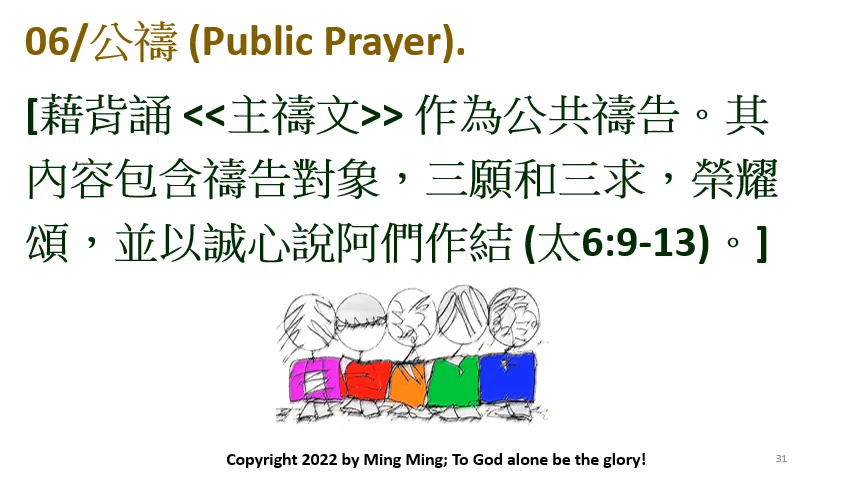 06/公禱 (Public Prayer).
[藉背誦 <<主禱文>> 作為公共禱告。其
內容包含禱告對象，三願和三求，榮耀
頌，並以誠心說阿們作結 (太6:9-13)。]
Copyright 2022 by Ming Ming; To God alone be the glory!
31